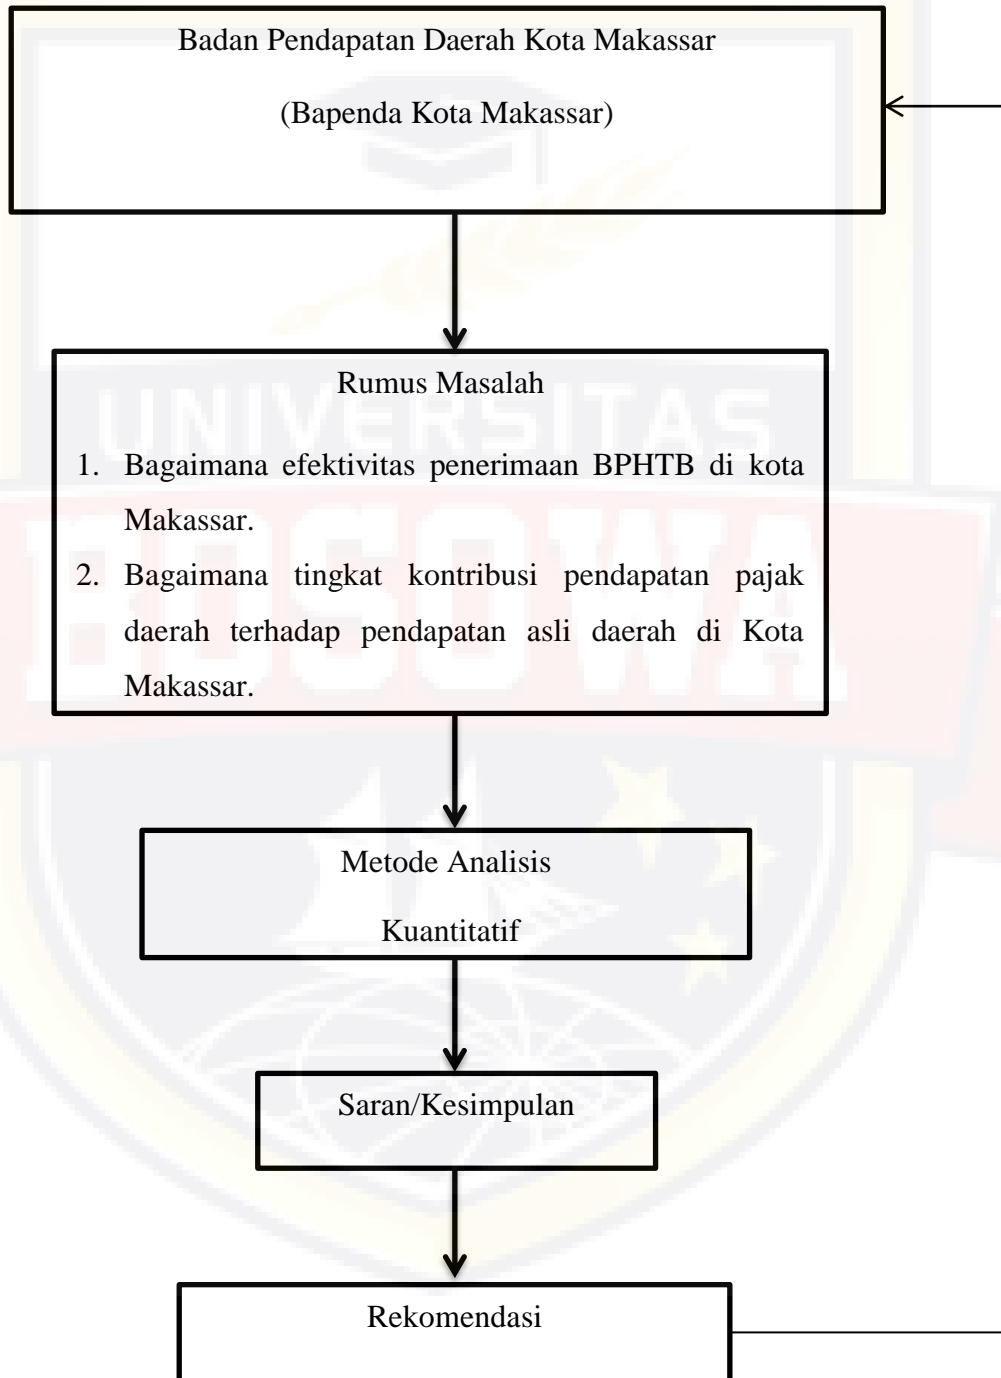 Badan Pendapatan Daerah Kota Makassar
(Bapenda Kota Makassar)
Rumus Masalah
1. Bagaimana efektivitas penerimaan BPHTB di kota
Makassar.
2. Bagaimana tingkat kontribusi pendapatan pajak
daerah terhadap pendapatan asli daerah di Kota
Makassar.
Metode Analisis
Kuantitatif
Saran/Kesimpulan
Rekomendasi
UNIVERSITAS
BOSOWA